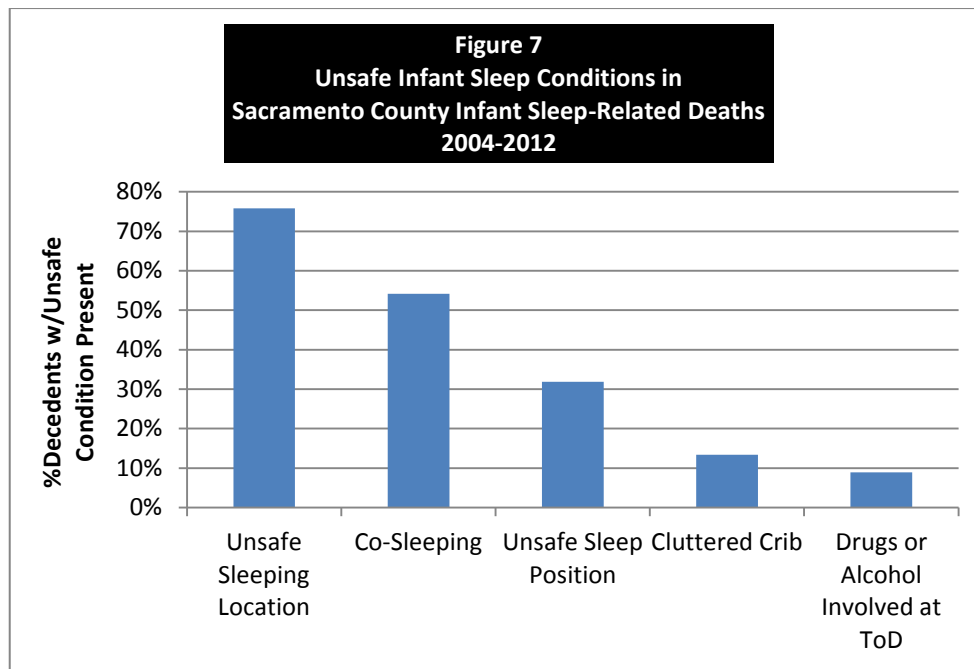 Figure 7
Unsafe Infant Sleep Conditions in
Sacramento County Infant Sleep-Related Deaths
2004-2012
%Decedents w/Unsafe
Condition Present
80%
70%
60%
50%
40%
30%
20%
10%
0%
Unsafe
Sleeping
Location
Co-Sleeping
Unsafe Sleep
Position
Cluttered Crib
Drugs or
Alcohol
Involved at
ToD